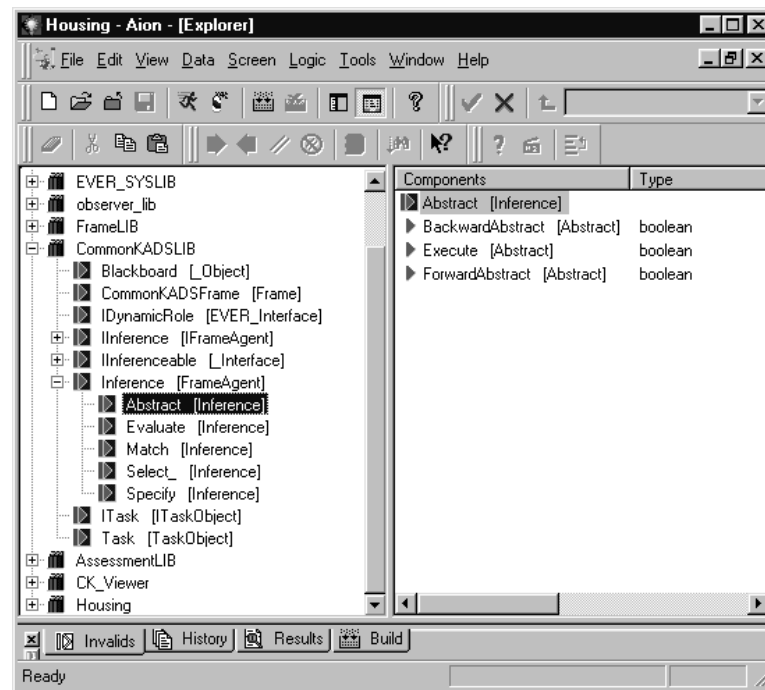 Housing - Aion - [Explorer]
File Edit View Data Screen Logic Tools Window Help
EVER_SYSLIB
observer_lib
FrameLIB
CommonKADSLIB
Blackboard [_Object]
CommonKADSFrame [Frame]
IDynamicRole [EVER_Interface]
IInference [IFrameAgent]
IInferenceable [_Interface]
Inference [FrameAgent]
Abstract [Inference]
Evaluate [Inference]
Match [Inference]
Select_ [Inference]
Specify [Inference]
ITask [ITaskObject]
Task [TaskObject]
AssessmentLIB
CK_Viewer
Housing
Components Type
Abstract [Inference]
BackwardAbstract [Abstract] boolean
Execute [Abstract] boolean
ForwardAbstract [Abstract] boolean
Invalids History Results Build
Ready